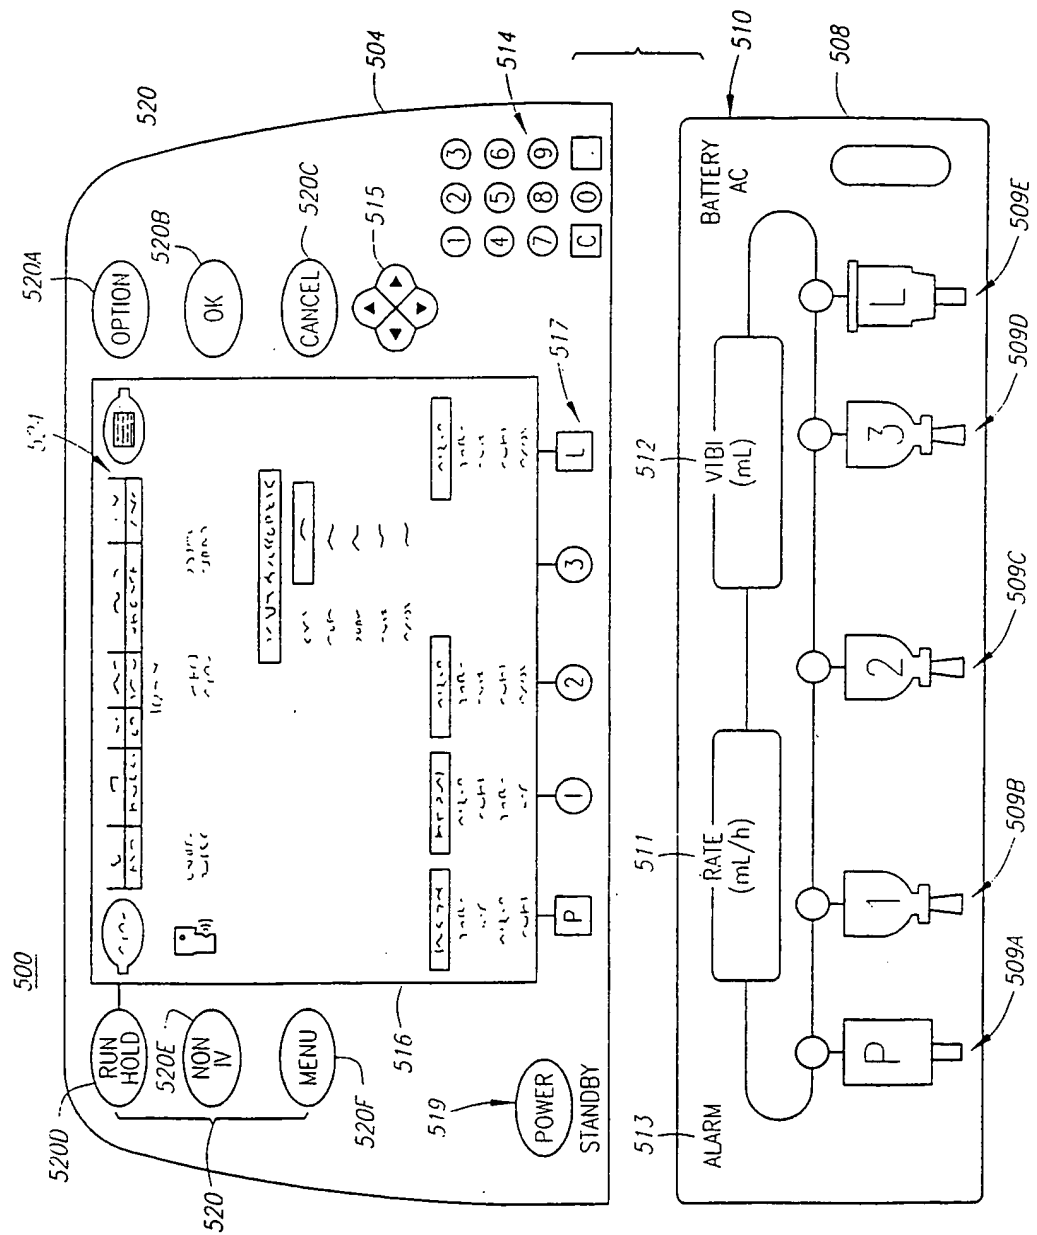 500
520D
RUN
HOLD
520E
NON
IV
520
MENU
520F
516
519
POWER
STANDBY
520A
OPTION
520B
OK
520
504
CANCEL
520C
515
1 2 3
4 5 6
7 8 9
C 0 .
514
P 1 2 3 L
517
513
ALARM
511
RATE
(mL/h)
512
VIBI
(mL)
BATTERY
AC
510
508
P 1 2 3 L
509A
509B
509C
509D
509E